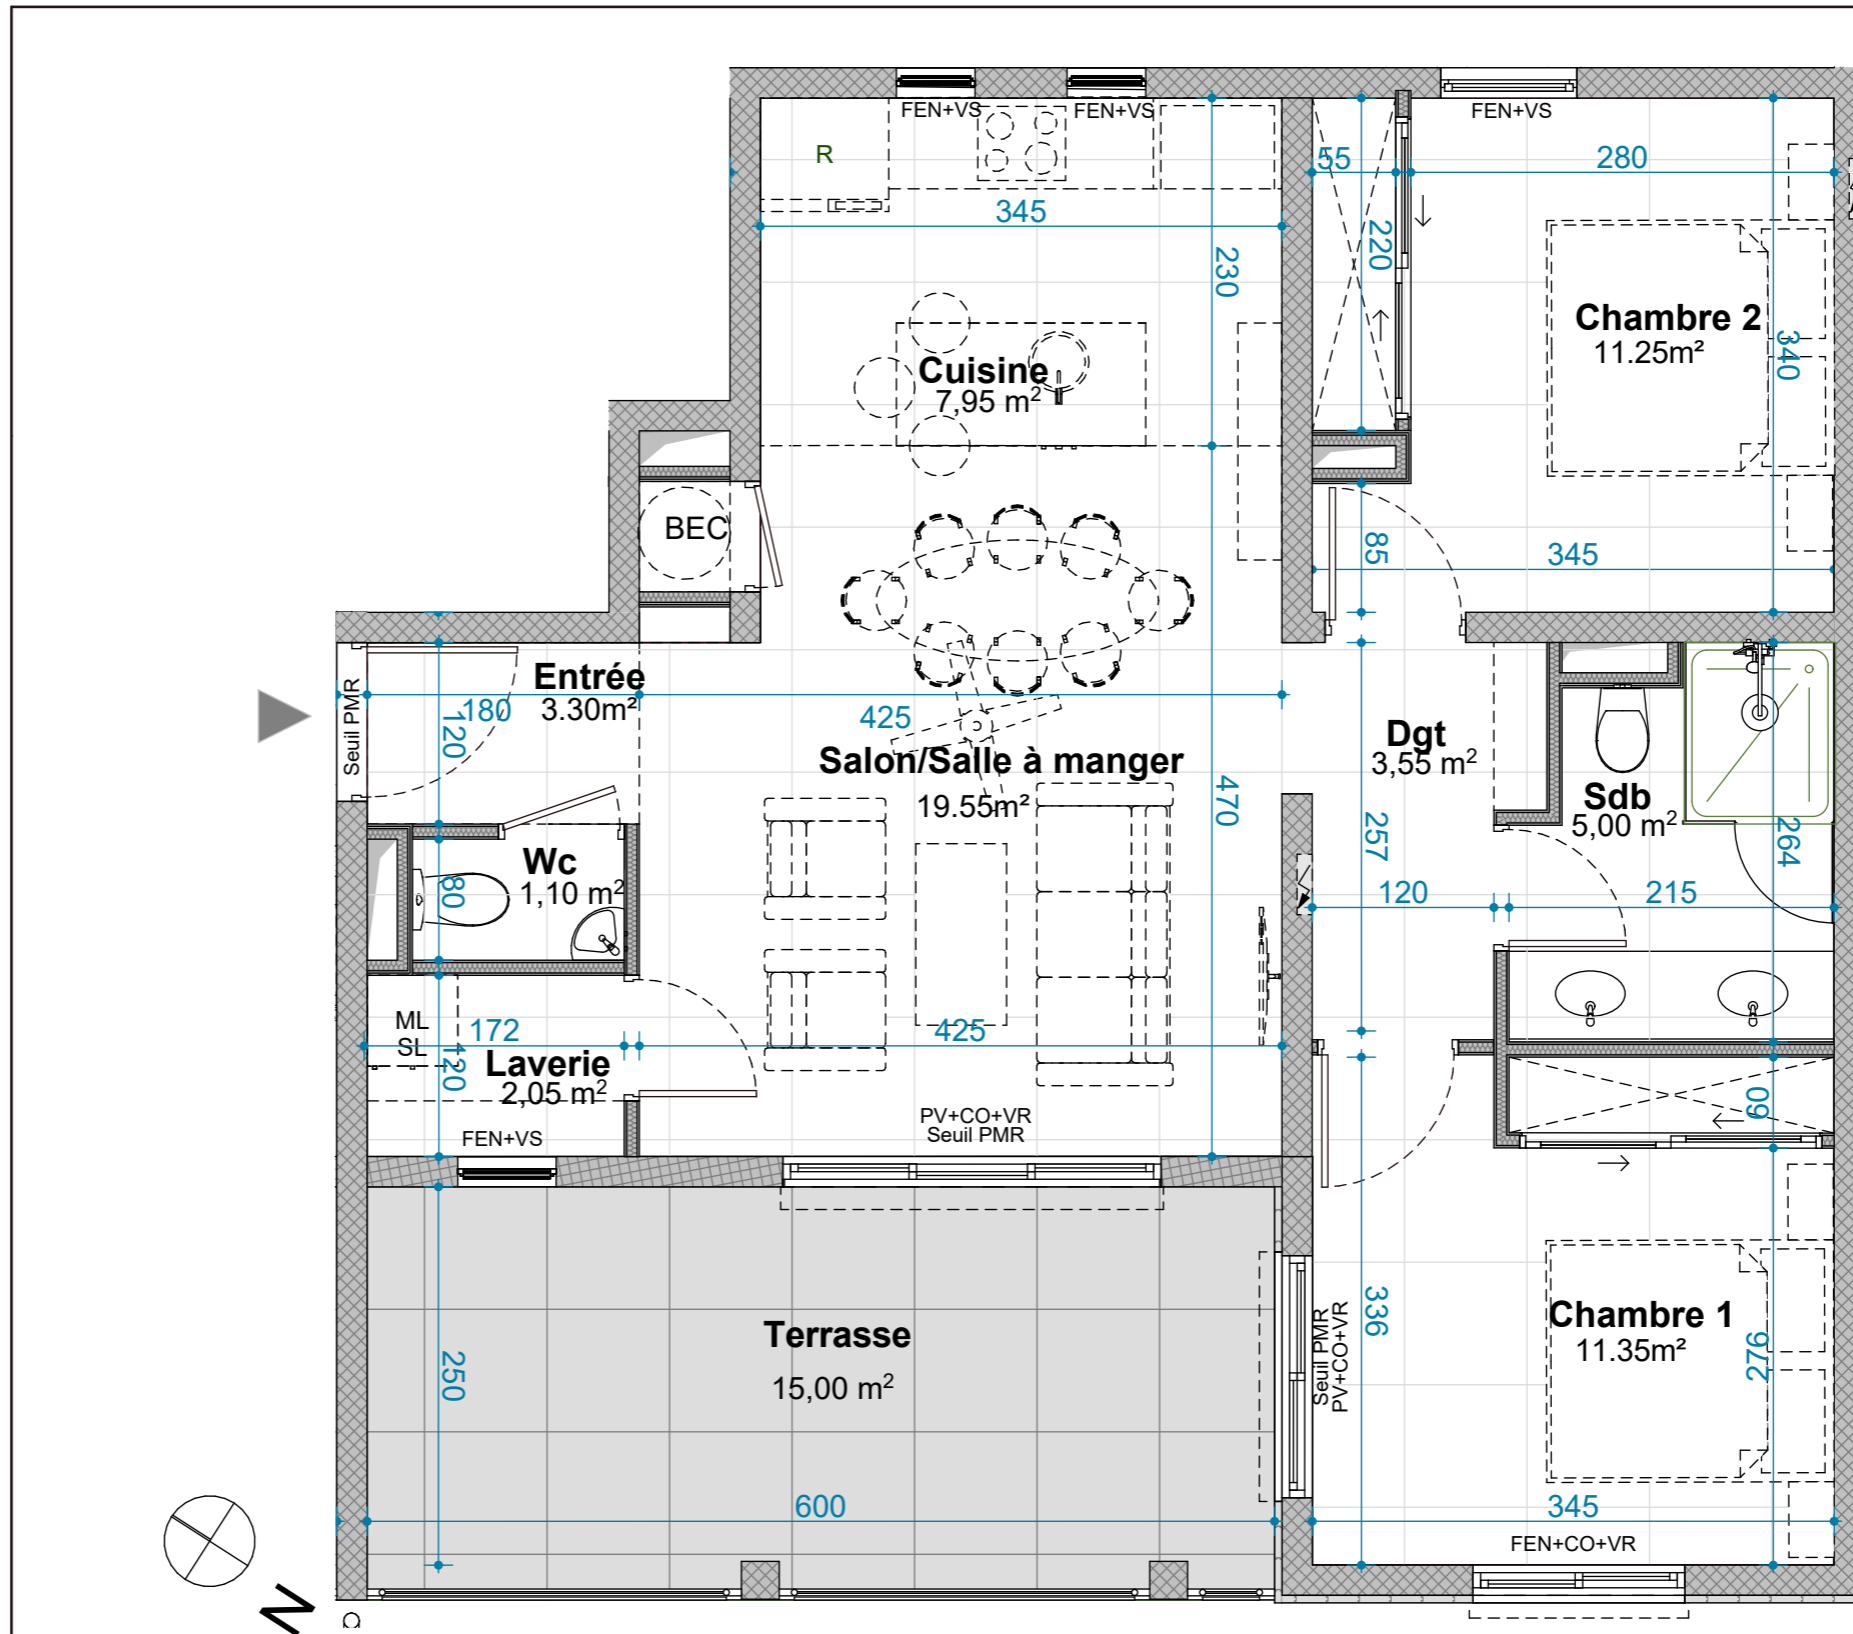 FEN+VS
FEN+VS
FEN+VS
R
55
280
345
220
230
Chambre 2
11.25m²
340
Cuisine
7,95 m²
BEC
85
345
Entrée
3.30m²
180
120
Seuil PMR
425
Salon/Salle à manger
19.55m²
470
Dgt
3,55 m²
Sdb
5,00 m²
264
257
120
215
Wc
1,10 m²
80
ML
SL
172
120
Laverie
2,05 m²
425
60
FEN+VS
PV+CO+VR
Seuil PMR
Terrasse
15,00 m²
250
600
Seuil PMR
PV+CO+VR
336
Chambre 1
11.35m²
276
345
FEN+CO+VR
N